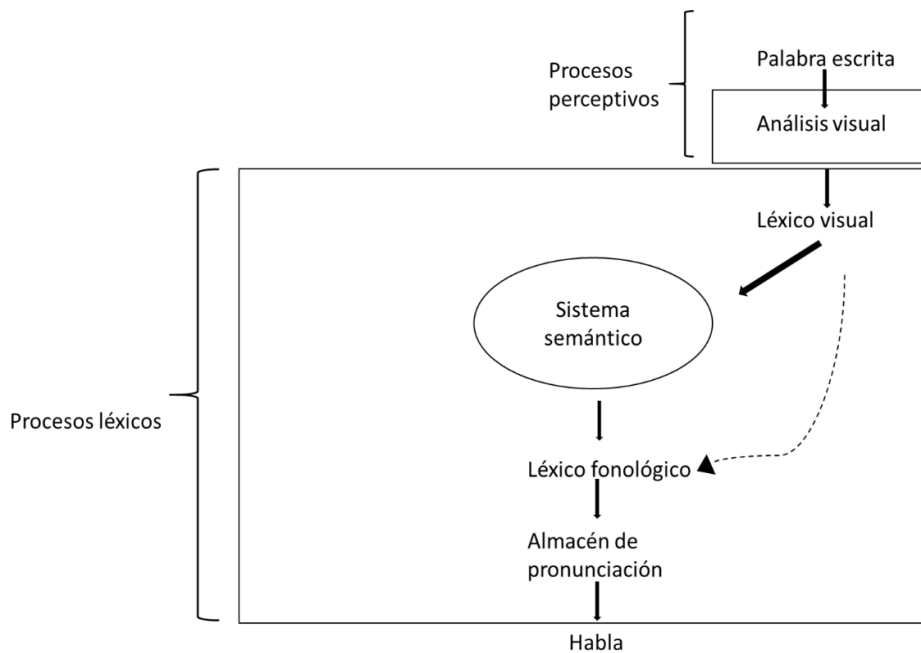 Palabra escrita
Procesos
perceptivos
Análisis visual
Léxico visual
Sistema
semántico
Procesos léxicos
Léxico fonológico
Almacén de
pronunciación
Habla